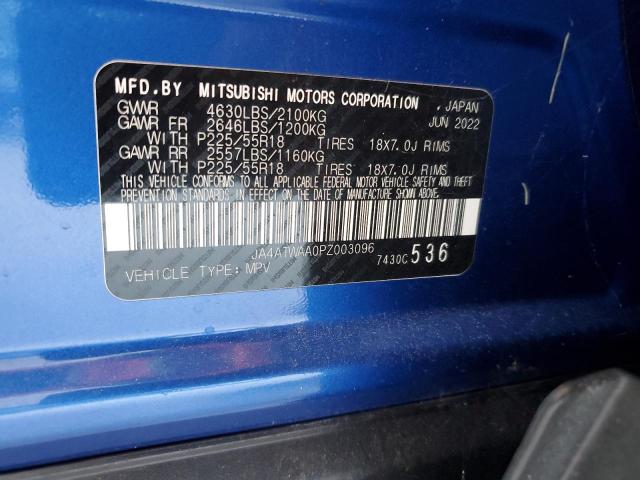 MFD.BY MITSUBISHI MOTORS CORPORATION, JAPAN
GVWR 4630LBS/2100KG JUN 2022
GAWR FR 2646LBS/1200KG
WITH P225/55R18 TIRES 18X7.0J RIMS
GAWR RR 2557LBS/1160KG
WITH P225/55R18 TIRES 18X7.0J RIMS
THIS VEHICLE CONFORMS TO ALL APPLICABLE FEDERAL MOTOR VEHICLE SAFETY AND THEFT
PREVENTION STANDARDS IN EFFECT ON THE DATE OF MANUFACTURE SHOWN ABOVE.
JA4ATWAA0PZ003096
7430C 536
VEHICLE TYPE: MPV